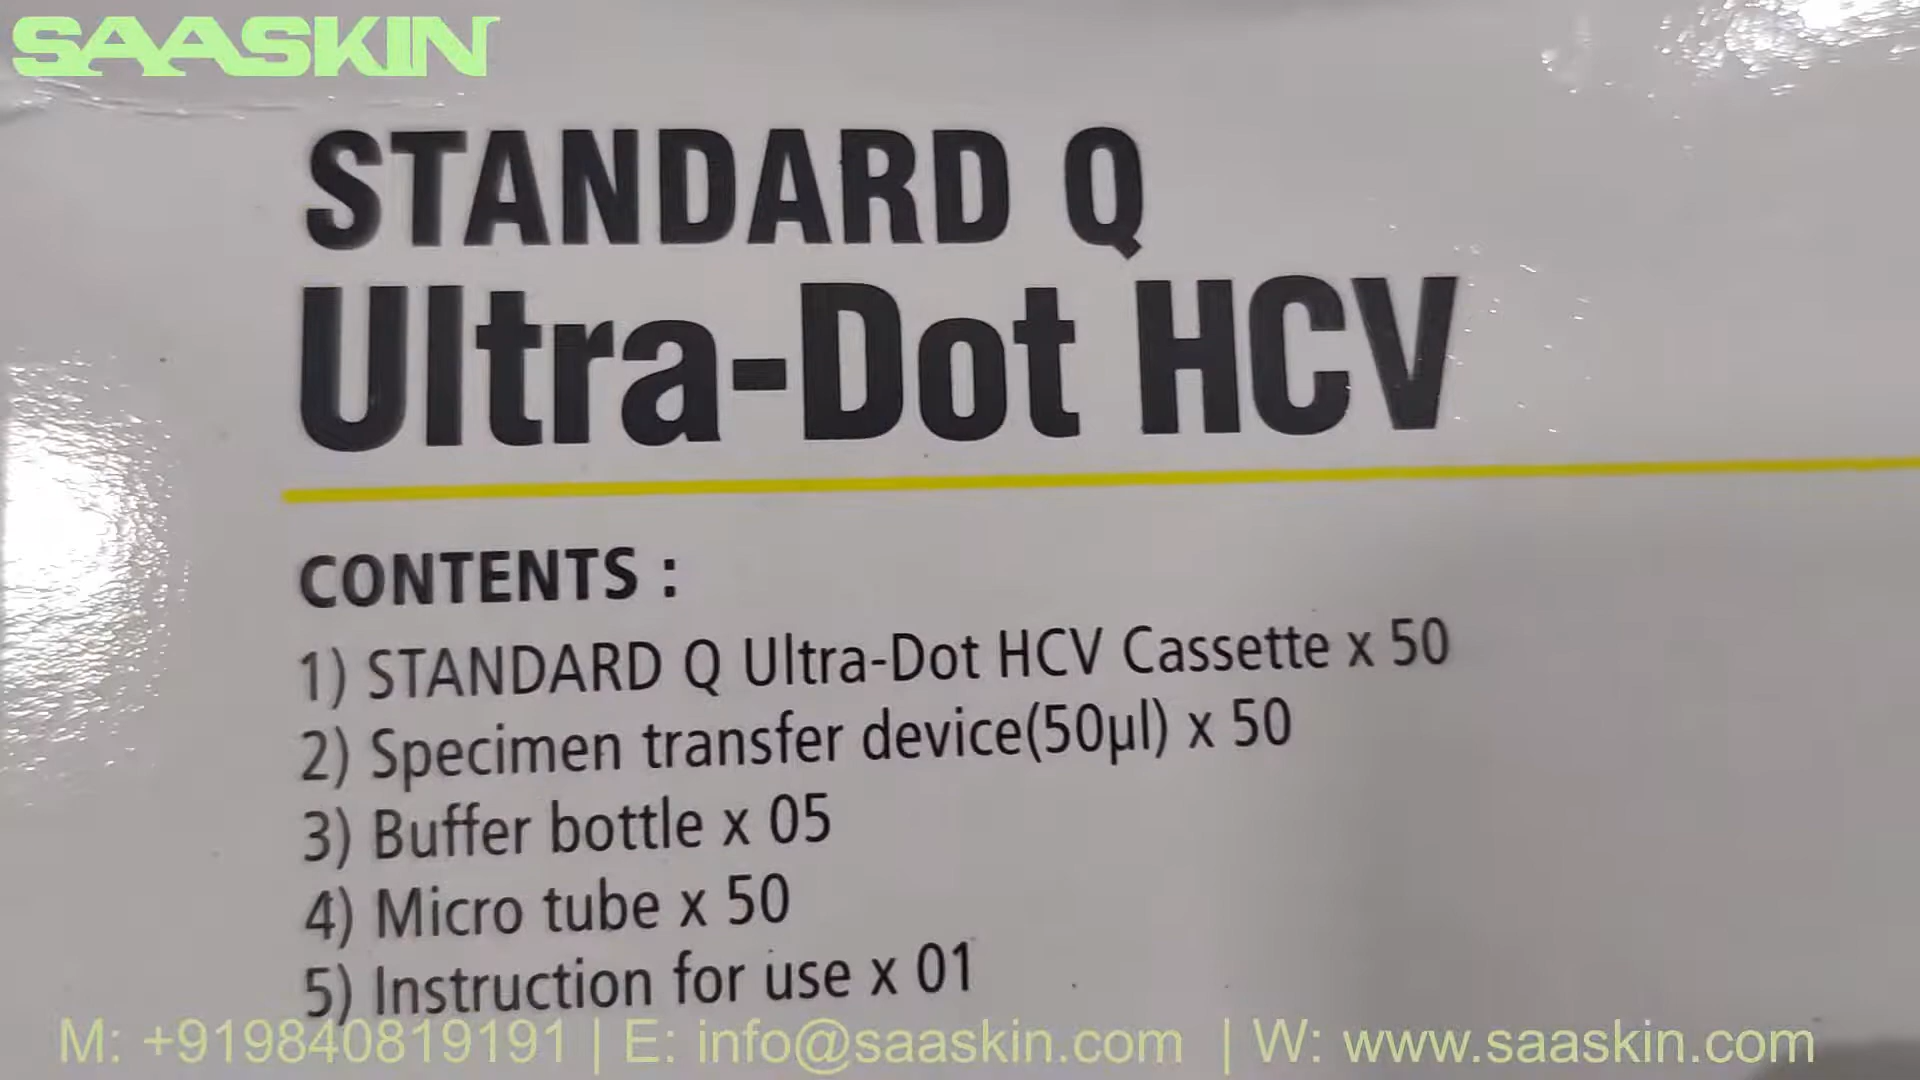 SAASKIN
STANDARD Q
Ultra-Dot HCV
CONTENTS :
1) STANDARD Q Ultra-Dot HCV Cassette x 50
2) Specimen transfer device(50µl) x 50
3) Buffer bottle x 05
4) Micro tube x 50
5) Instruction for use x 01
M: +919840819191 | E: info@saaskin.com | W: www.saaskin.com